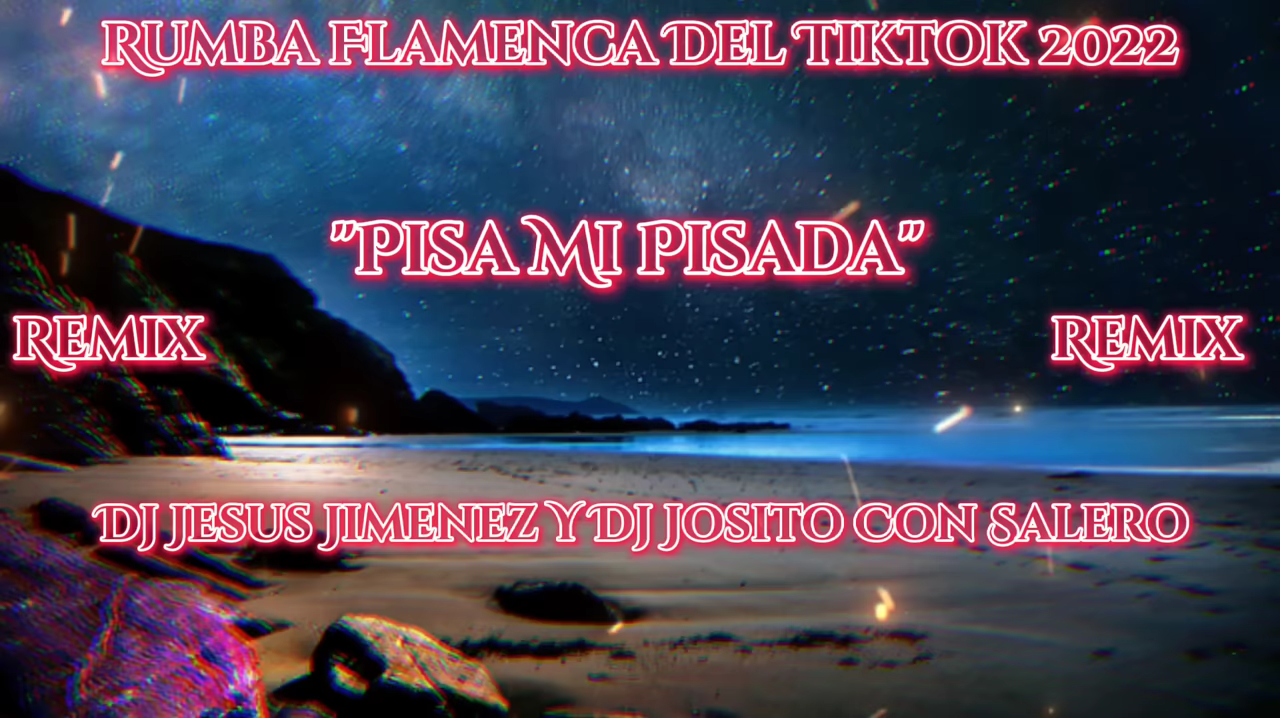 Rumba Flamenca Del TikTok 2022
"Pisa Mi Pisada"
Remix Remix
Dj Jesus Jimenez Y Dj Josito Con Salero